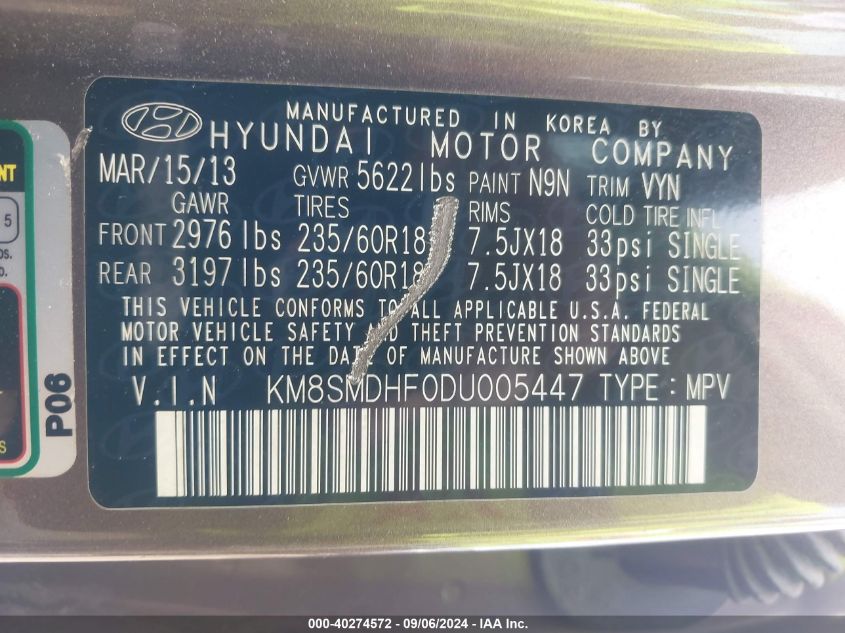 MANUFACTURED IN KOREA BY
HYUNDAI MOTOR COMPANY
MAR/15/13 GVWR 5622lbs PAINT N9N TRIM VYN
GAWR TIRES RIMS COLD TIRE INFL
FRONT 2976lbs 235/60R18 7.5JX18 33psi SINGLE
REAR 3197lbs 235/60R18 7.5JX18 33psi SINGLE
THIS VEHICLE CONFORMS TO ALL APPLICABLE U.S.A. FEDERAL
MOTOR VEHICLE SAFETY AND THEFT PREVENTION STANDARDS
IN EFFECT ON THE DATE OF MANUFACTURE SHOWN ABOVE
V.I.N KM8SMDHF0DU005447 TYPE : MPV
5
P06
000-40274572 - 09/06/2024 - IAA Inc.